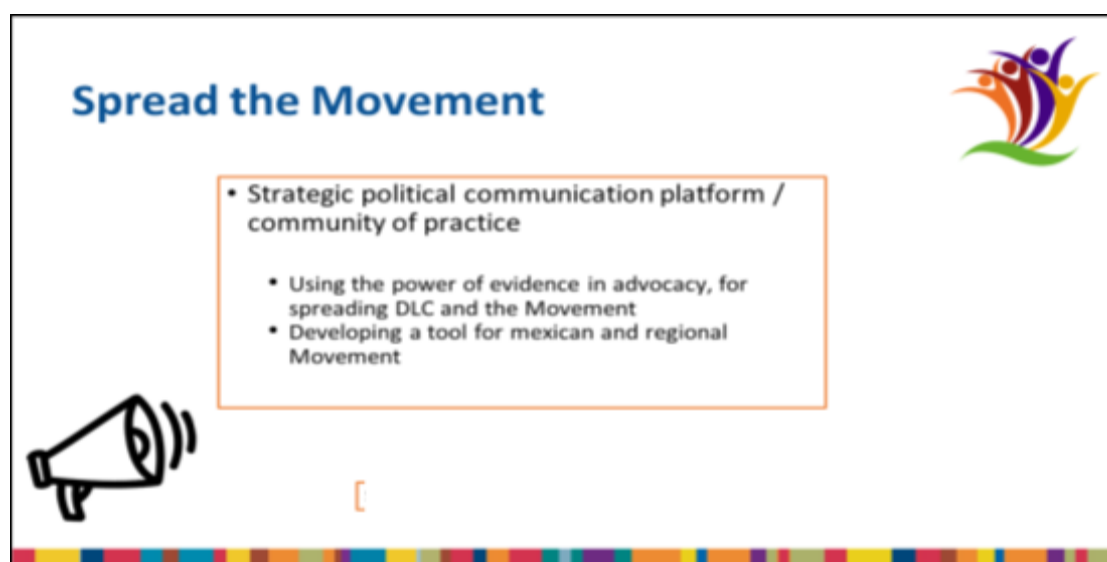 Spread the Movement
• Strategic political communication platform /
community of practice
• Using the power of evidence in advocacy, for
spreading DLC and the Movement
• Developing a tool for mexican and regional
Movement
[